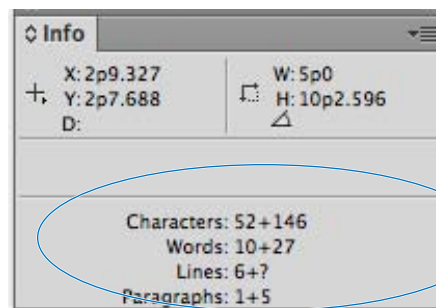 Info
X: 2p9.327
Y: 2p7.688
D:
W: 5p0
H: 10p2.596
Characters: 52+146
Words: 10+27
Lines: 6+?
Paragraphs: 1+5